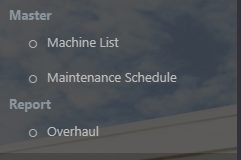 Master
Machine List
Maintenance Schedule
Report
Overhaul